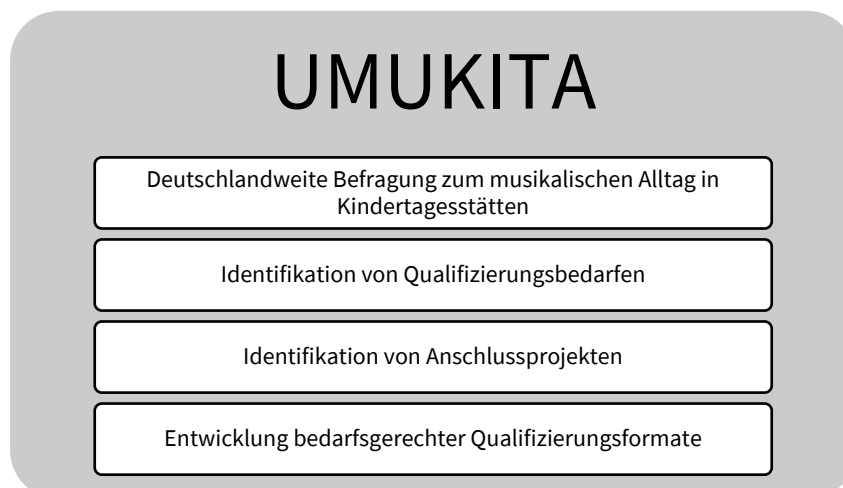 UMUKITA
Deutschlandweite Befragung zum musikalischen Alltag in
Kindertagesstätten
Identifikation von Qualifizierungsbedarfen
Identifikation von Anschlussprojekten
Entwicklung bedarfsgerechter Qualifizierungsformate